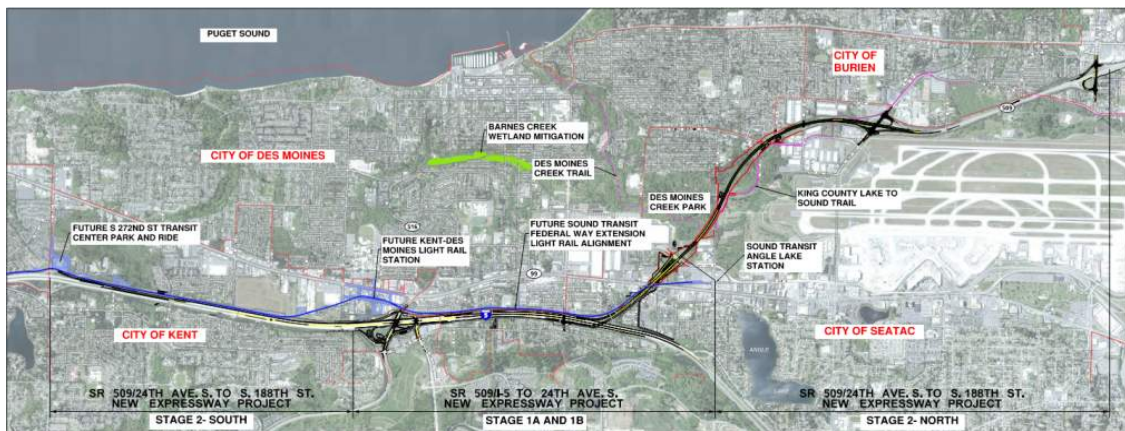 PUGET SOUND
CITY OF
BURIEN
509
BARNES CREEK
WETLAND MITIGATION
CITY OF DES MOINES
DES MOINES
CREEK TRAIL
DES MOINES
CREEK PARK
KING COUNTY LAKE TO
SOUND TRAIL
FUTURE S 272ND ST TRANSIT
CENTER PARK AND RIDE
516
FUTURE KENT-DES
MOINES LIGHT RAIL
STATION
FUTURE SOUND TRANSIT
FEDERAL WAY EXTENSION
LIGHT RAIL ALIGNMENT
99
SOUND TRANSIT
ANGLE LAKE
STATION
5
CITY OF KENT
CITY OF SEATAC
ANGLE
SR 509/24TH AVE. S. TO S. 188TH ST.
NEW EXPRESSWAY PROJECT
STAGE 2- SOUTH
SR 509/I-5 TO 24TH AVE. S.
NEW EXPRESSWAY PROJECT
STAGE 1A AND 1B
SR 509/24TH AVE. S. TO S. 188TH ST.
NEW EXPRESSWAY PROJECT
STAGE 2- NORTH